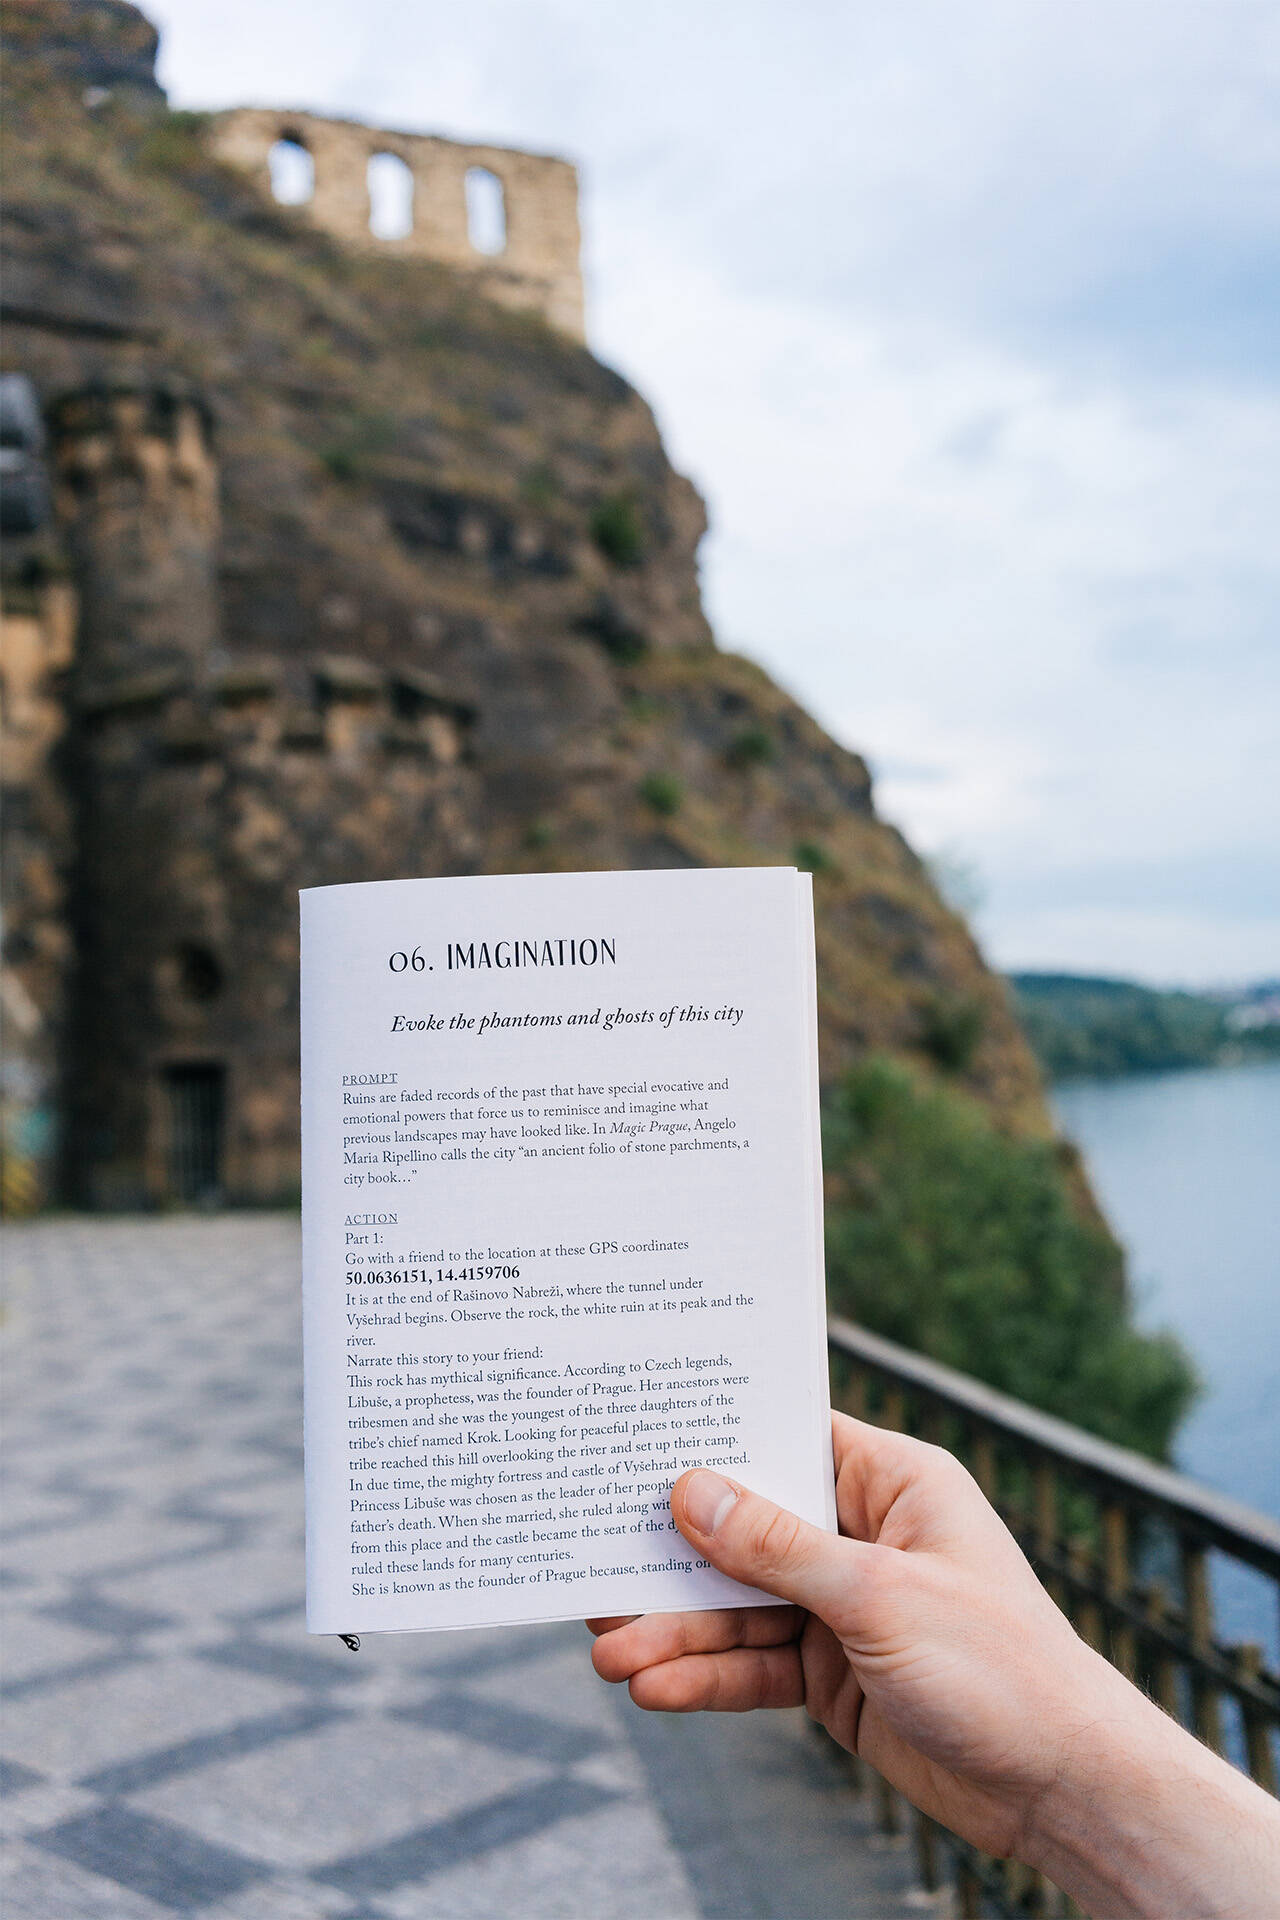 06. IMAGINATION
Evoke the phantoms and ghosts of this city
PROMPT
Ruins are faded records of the past that have special evocative and
emotional powers that force us to reminisce and imagine what
previous landscapes may have looked like. In Magic Prague, Angelo
Maria Ripellino calls the city “an ancient folio of stone parchments, a
city book…”
ACTION
Part 1:
Go with a friend to the location at these GPS coordinates
50.0636151, 14.4159706
It is at the end of Rašinovo Nabreži, where the tunnel under
Vyšehrad begins. Observe the rock, the white ruin at its peak and the
river.
Narrate this story to your friend:
This rock has mythical significance. According to Czech legends,
Libuše, a prophetess, was the founder of Prague. Her ancestors were
tribesmen and she was the youngest of the three daughters of the
tribe’s chief named Krok. Looking for peaceful places to settle, the
tribe reached this hill overlooking the river and set up their camp.
In due time, the mighty fortress and castle of Vyšehrad was erected.
Princess Libuše was chosen as the leader of her people
father’s death. When she married, she ruled along
from this place and the castle became the seat of the
ruled these lands for many centuries.
She is known as the founder of Prague because, standing on